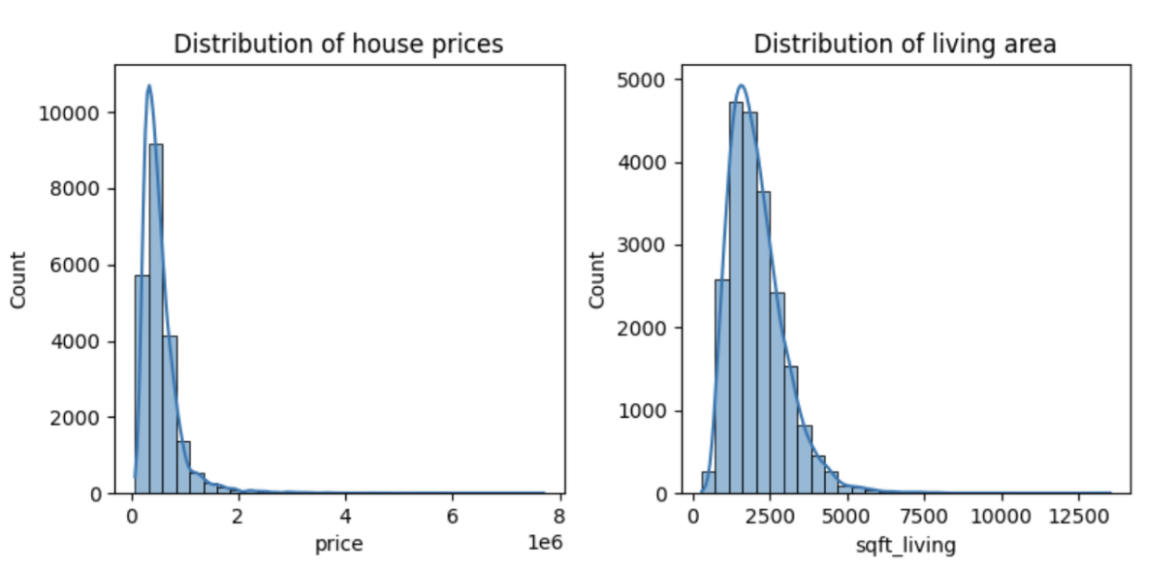 Distribution of house prices
10000
8000
6000
4000
2000
0
Count
0 2 4 6 8
1e6
price
Distribution of living area
5000
4000
3000
2000
1000
0
Count
0 2500 5000 7500 10000 12500
sqft_living